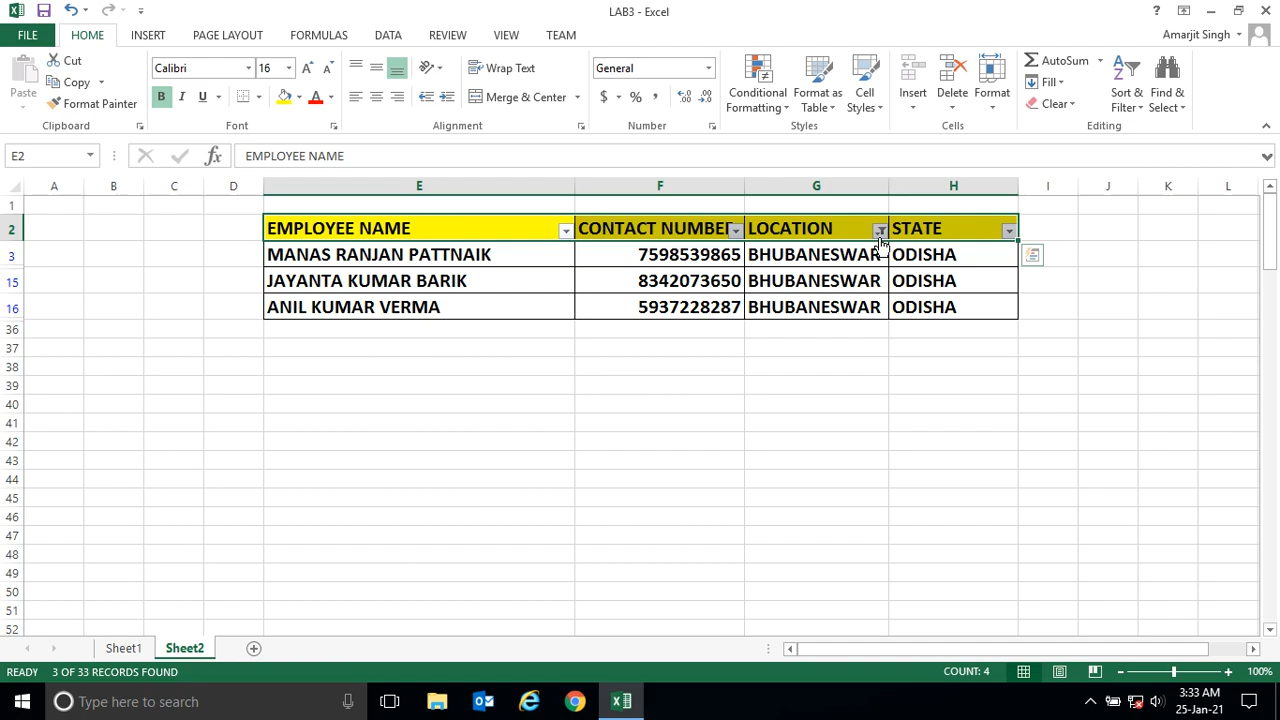 LAB3 - Excel
FILE HOME INSERT PAGE LAYOUT FORMULAS DATA REVIEW VIEW TEAM Amarjit Singh
Paste Cut Copy Format Painter Clipboard
Calibri 16 B I U A Font
Wrap Text Merge & Center Alignment
General $ % , Number
Conditional Formatting Format as Table Cell Styles Styles
Insert Delete Format Cells
AutoSum Fill Clear Sort & Filter Find & Select Editing
E2 fx EMPLOYEE NAME
A B C D E F G H I J K L
1
2 EMPLOYEE NAME CONTACT NUMBER LOCATION STATE
3 MANAS RANJAN PATTNAIK 7598539865 BHUBANESWAR ODISHA
15 JAYANTA KUMAR BARIK 8342073650 BHUBANESWAR ODISHA
16 ANIL KUMAR VERMA 5937228287 BHUBANESWAR ODISHA
36
37
38
39
40
41
42
43
44
45
46
47
48
49
50
51
52
Sheet1 Sheet2
READY 3 OF 33 RECORDS FOUND COUNT: 4 100%
Type here to search 3:33 AM
25-Jan-21